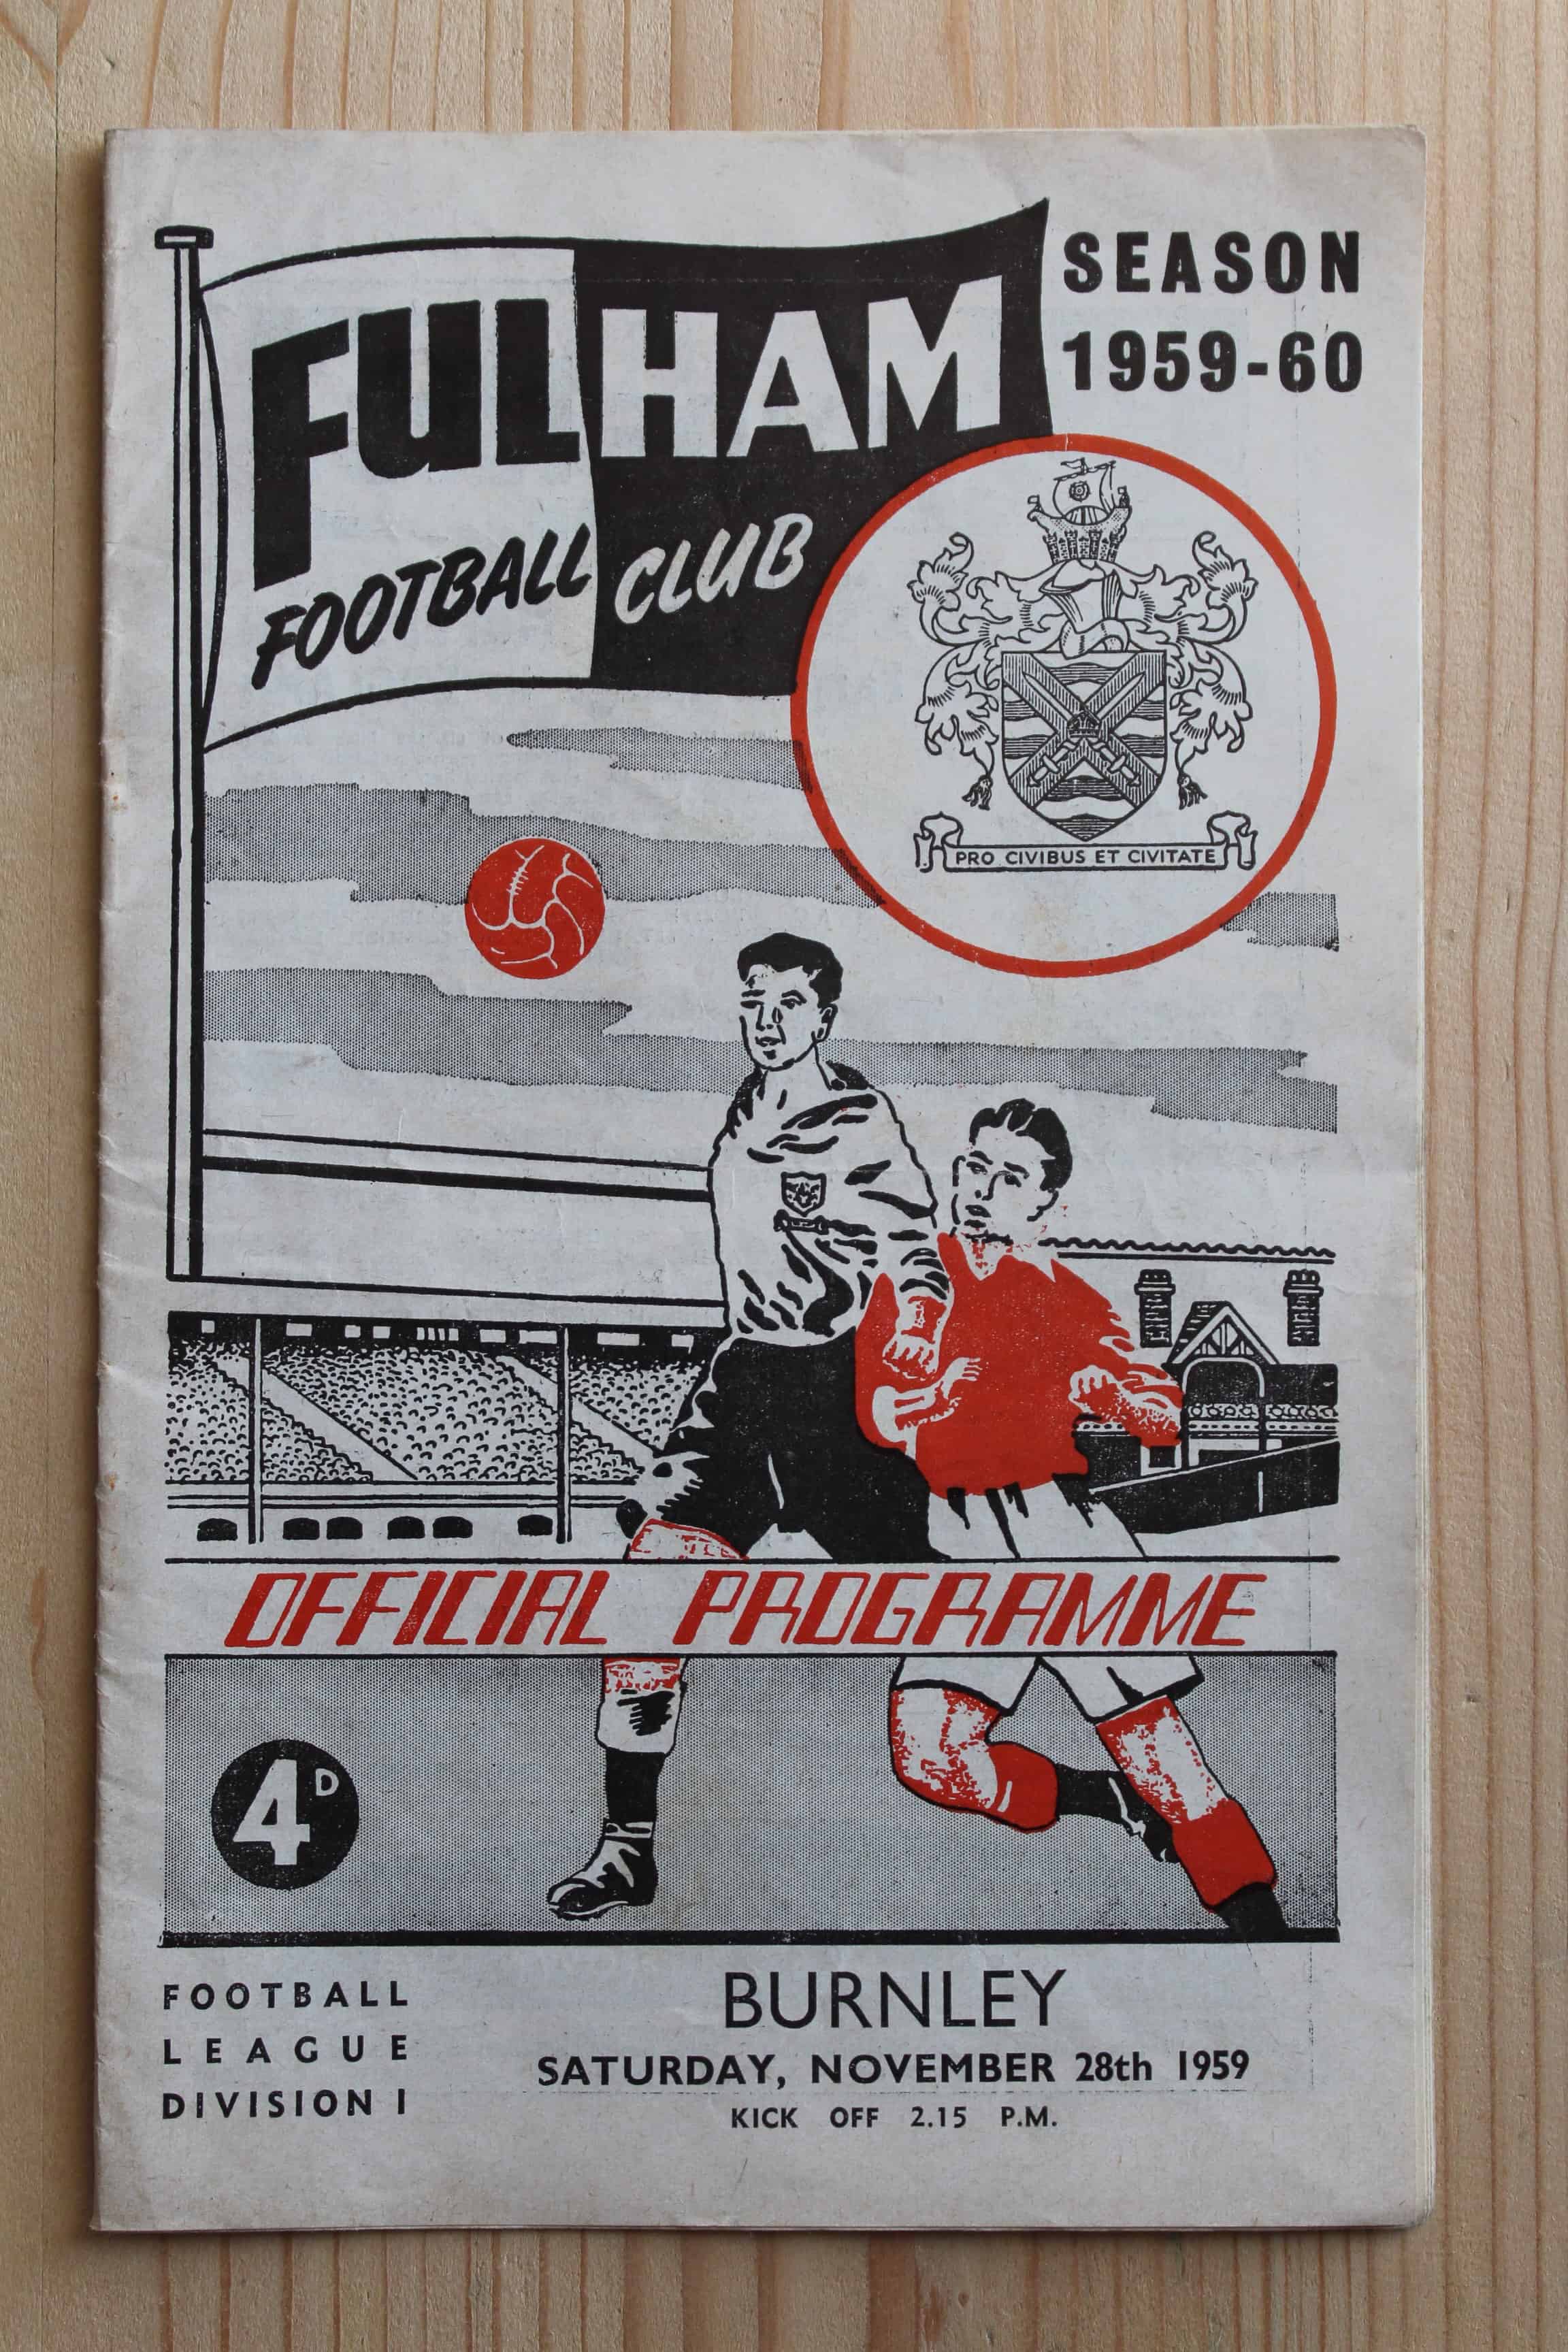 FULHAM
FOOTBALL CLUB
SEASON
1959-60
PRO CIVIBUS ET CIVITATE
OFFICIAL PROGRAMME
4D
FOOTBALL
LEAGUE
DIVISION I
BURNLEY
SATURDAY, NOVEMBER 28th 1959
KICK OFF 2.15 P.M.